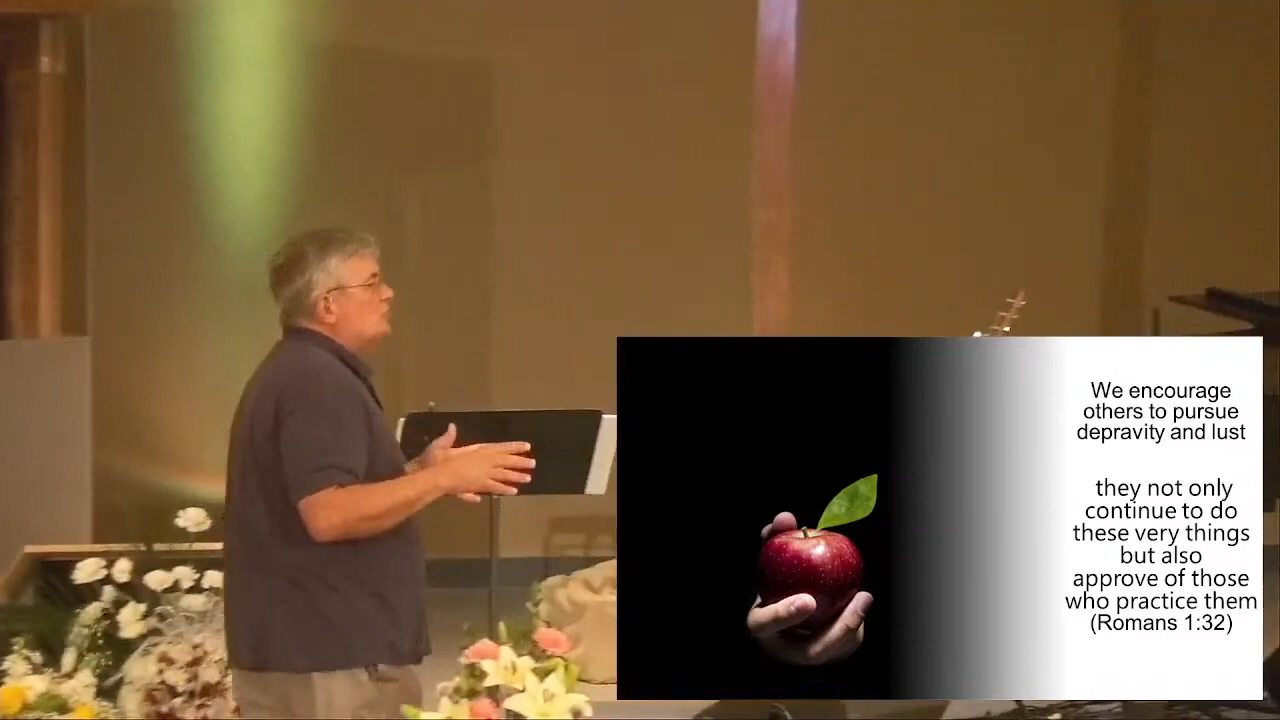 We encourage
others to pursue
depravity and lust
they not only
continue to do
these very things
but also
approve of those
who practice them
(Romans 1:32)